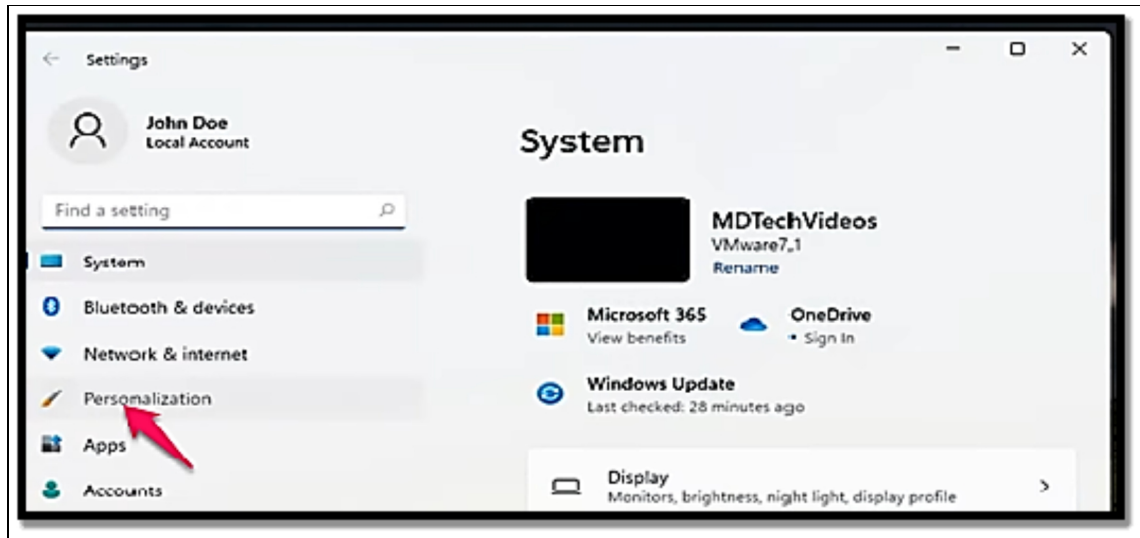 Settings
John Doe
Local Account
Find a setting
System
Bluetooth & devices
Network & internet
Personalization
Apps
Accounts
System
MDTechVideos
VMware7,1
Rename
Microsoft 365
View benefits
OneDrive
• Sign In
Windows Update
Last checked: 28 minutes ago
Display
Monitors, brightness, night light, display profile